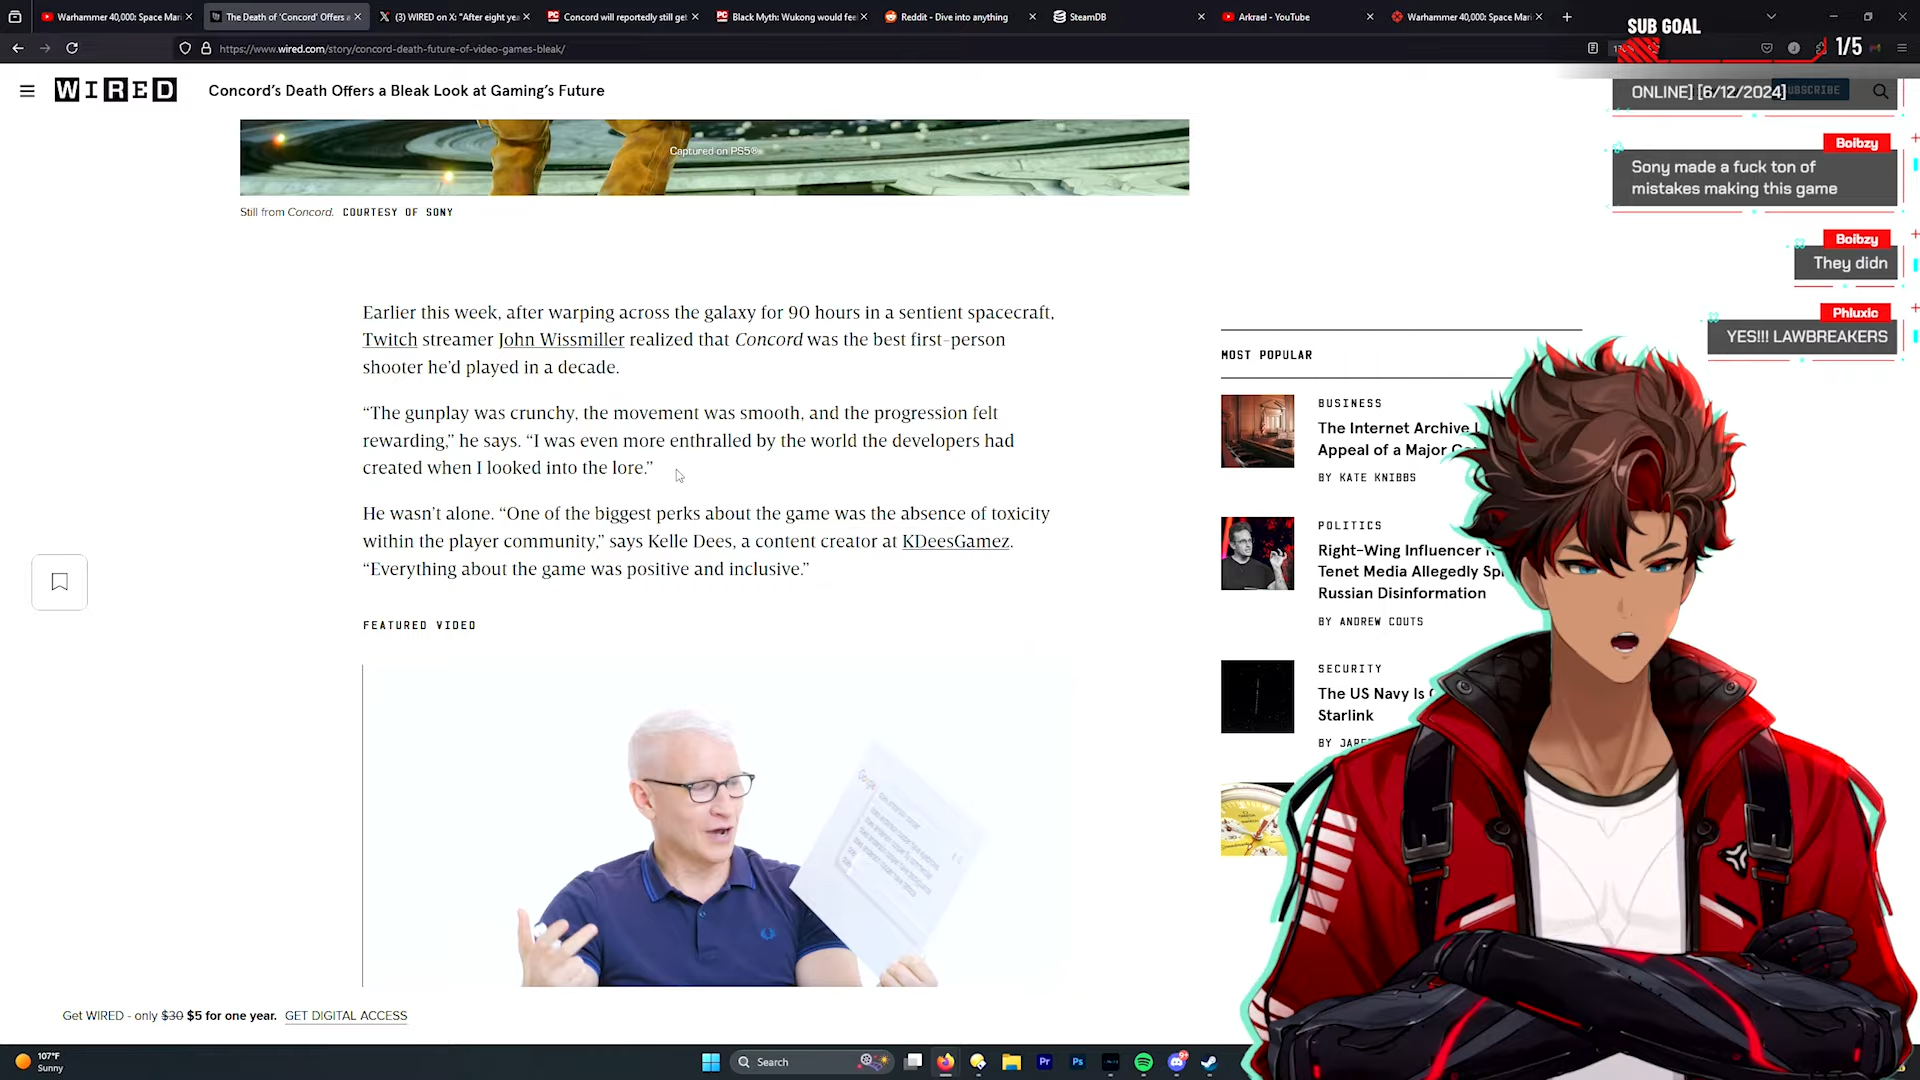 Warhammer 40,000: Space Mari
The Death of 'Concord' Offers a
(3) WIRED on X: "After eight yea
Concord will reportedly still get
Black Myth: Wukong would feel
Reddit - Dive into anything
SteamDB
Arkrael - YouTube
Warhammer 40,000: Space Mari
SUB GOAL
1/5
https://www.wired.com/story/concord-death-future-of-video-games-bleak/
WIRED
Concord's Death Offers a Bleak Look at Gaming's Future
SUBSCRIBE
ONLINE] [6/12/2024]
Captured on PS5®
Still from Concord. COURTESY OF SONY
Boibzy
Sony made a fuck ton of
mistakes making this game
Boibzy
They didn
Phluxic
YES!!! LAWBREAKERS
Earlier this week, after warping across the galaxy for 90 hours in a sentient spacecraft,
Twitch streamer John Wissmiller realized that Concord was the best first-person
shooter he'd played in a decade.
“The gunplay was crunchy, the movement was smooth, and the progression felt
rewarding,” he says. “I was even more enthralled by the world the developers had
created when I looked into the lore.”
He wasn't alone. “One of the biggest perks about the game was the absence of toxicity
within the player community,” says Kelle Dees, a content creator at KDeesGamez.
“Everything about the game was positive and inclusive.”
FEATURED VIDEO
Google
MOST POPULAR
BUSINESS
The Internet Archive L
Appeal of a Major Co
BY KATE KNIBBS
POLITICS
Right-Wing Influencer
Tenet Media Allegedly Sp
Russian Disinformation
BY ANDREW COUTS
SECURITY
The US Navy Is
Starlink
BY JARE
Get WIRED - only $30 $5 for one year. GET DIGITAL ACCESS
107°F
Sunny
Search
Pr
Ps